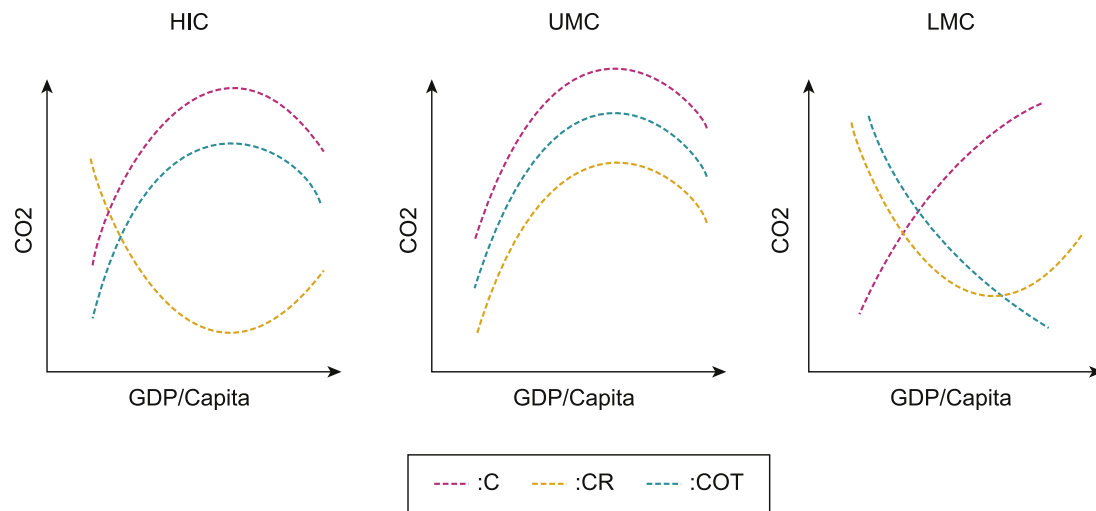 HIC
UMC
LMC
CO2
CO2
CO2
GDP/Capita
GDP/Capita
GDP/Capita
:C :CR :COT